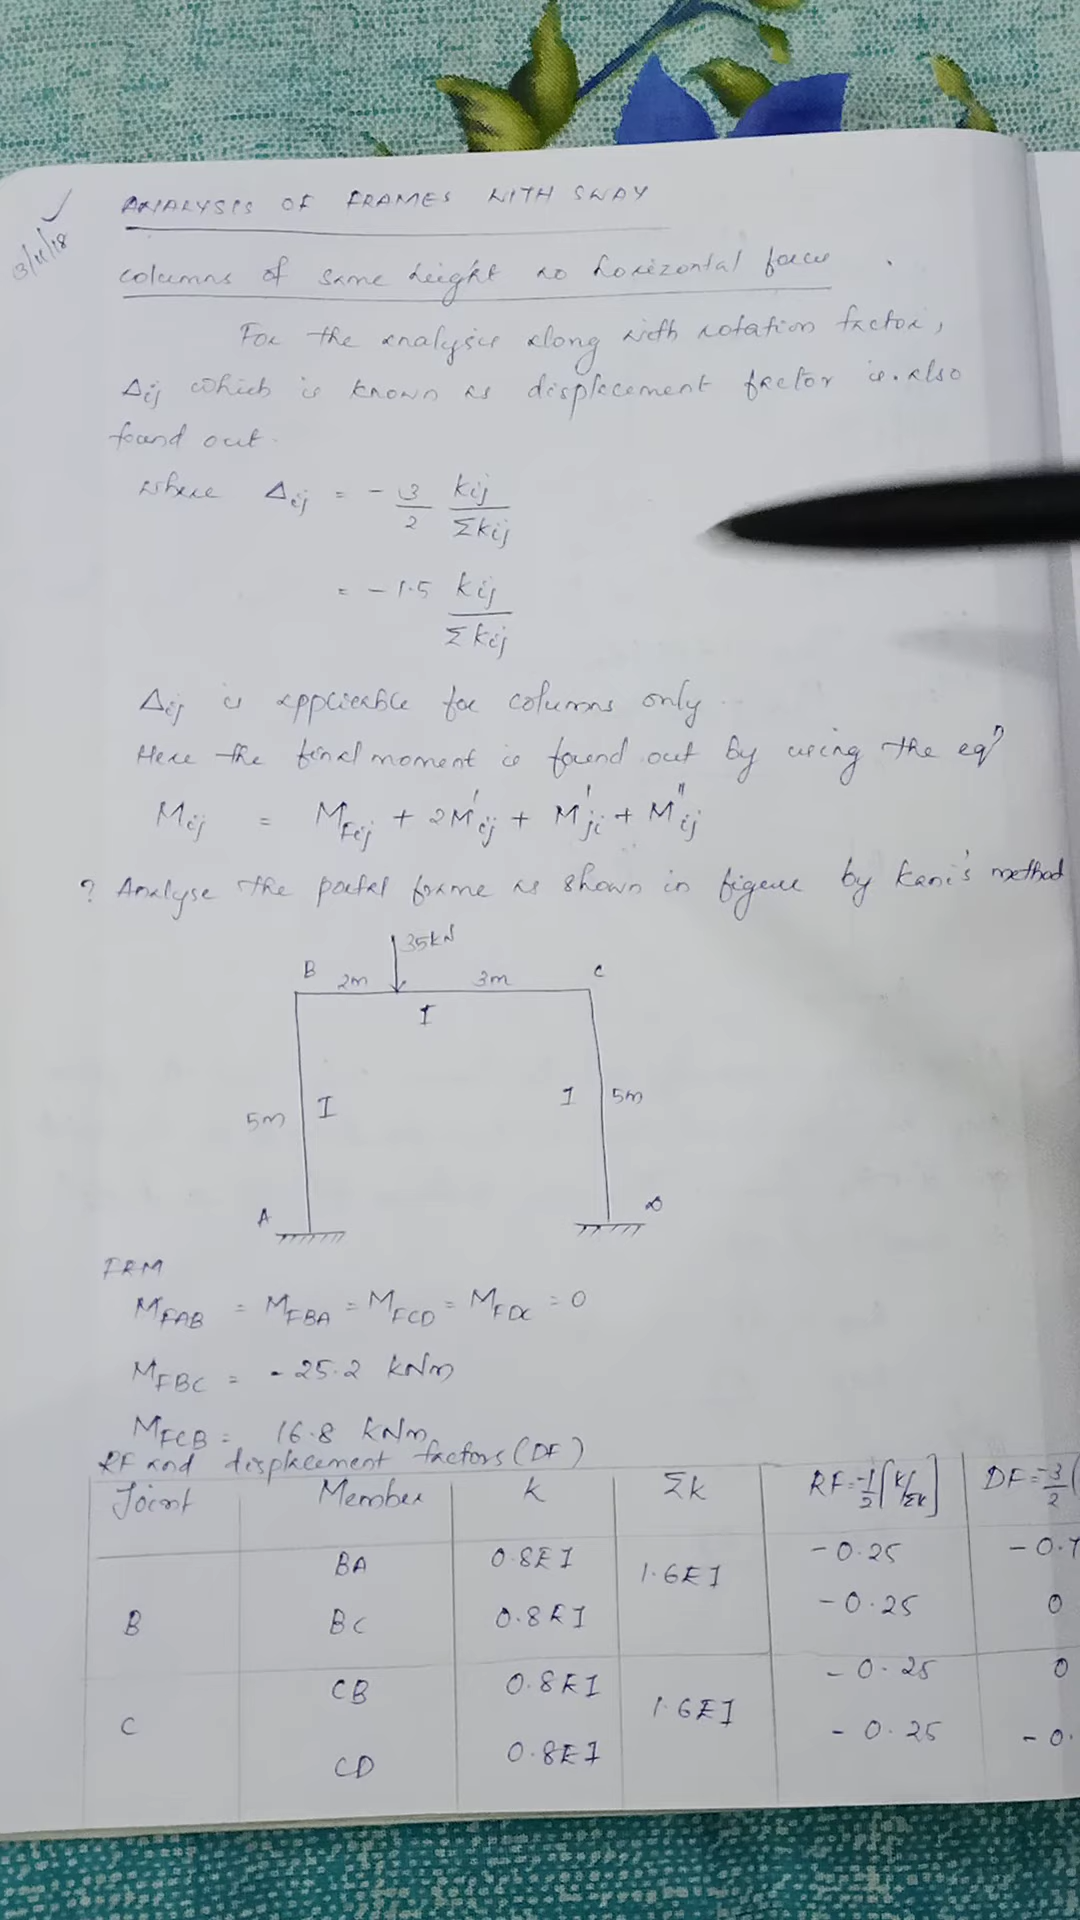 13/11/18
ANALYSIS OF FRAMES WITH SWAY
columns of same height no horizontal force.
For the analysis along with rotation factor,
Δij which is known as displacement factor is also
found out.
where Δij = - 3/2 kij/Σkij
= - 1.5 kij/Σkij
Δij is applicable for columns only.
Here the final moment is found out by using the eqn
Mij = MFij + 2M'ij + M'ji + M"ij
? Analyse the portal frame as shown in figure by Kani's method
35kN
B 2m 3m C
I
5m I I 5m
A D
FEM
MFAB = MFBA = MFCD = MFDC = 0
MFBC = - 25.2 kNm
MFCB = 16.8 kNm
RF and displacement factors (DF)
Joint Member k Σk RF=-1/2[k/Σk] DF=-3/2(
BA 0.8EI 1.6EI -0.25 -0.7
B BC 0.8EI -0.25 0
CB 0.8EI -0.25 0
C 1.6EI
CD 0.8EI -0.25 -0.